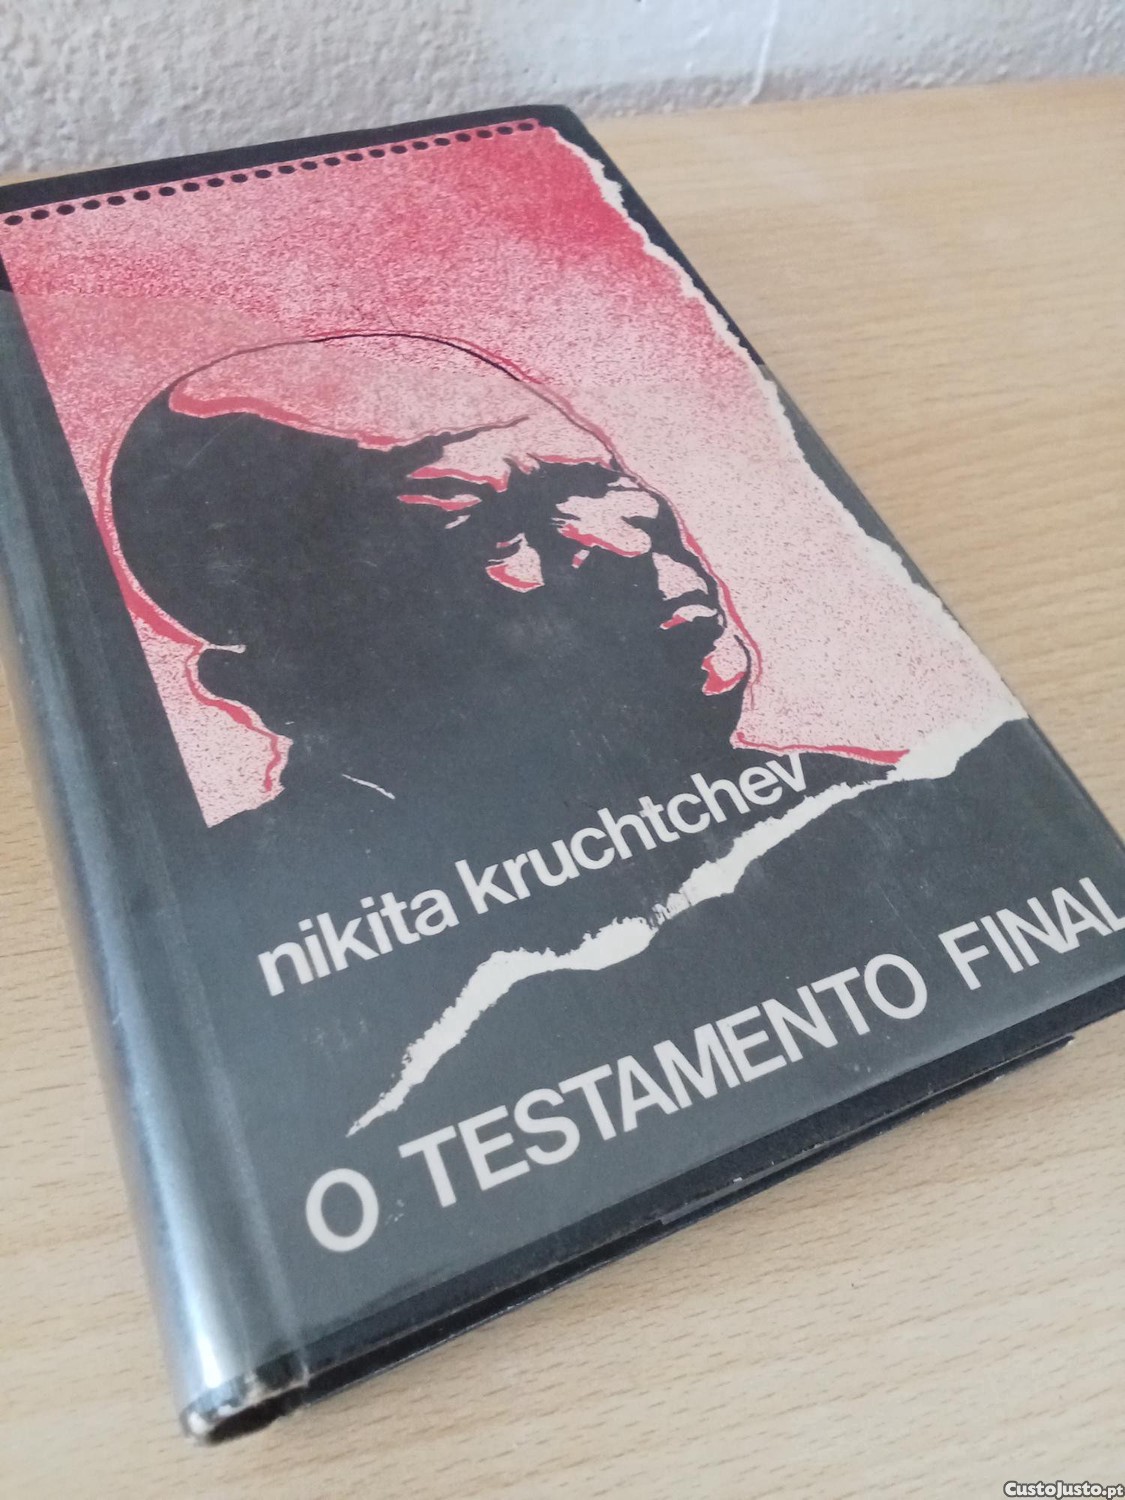 nikita kruchtchev
O TESTAMENTO FINAL
CustoJusto.pt